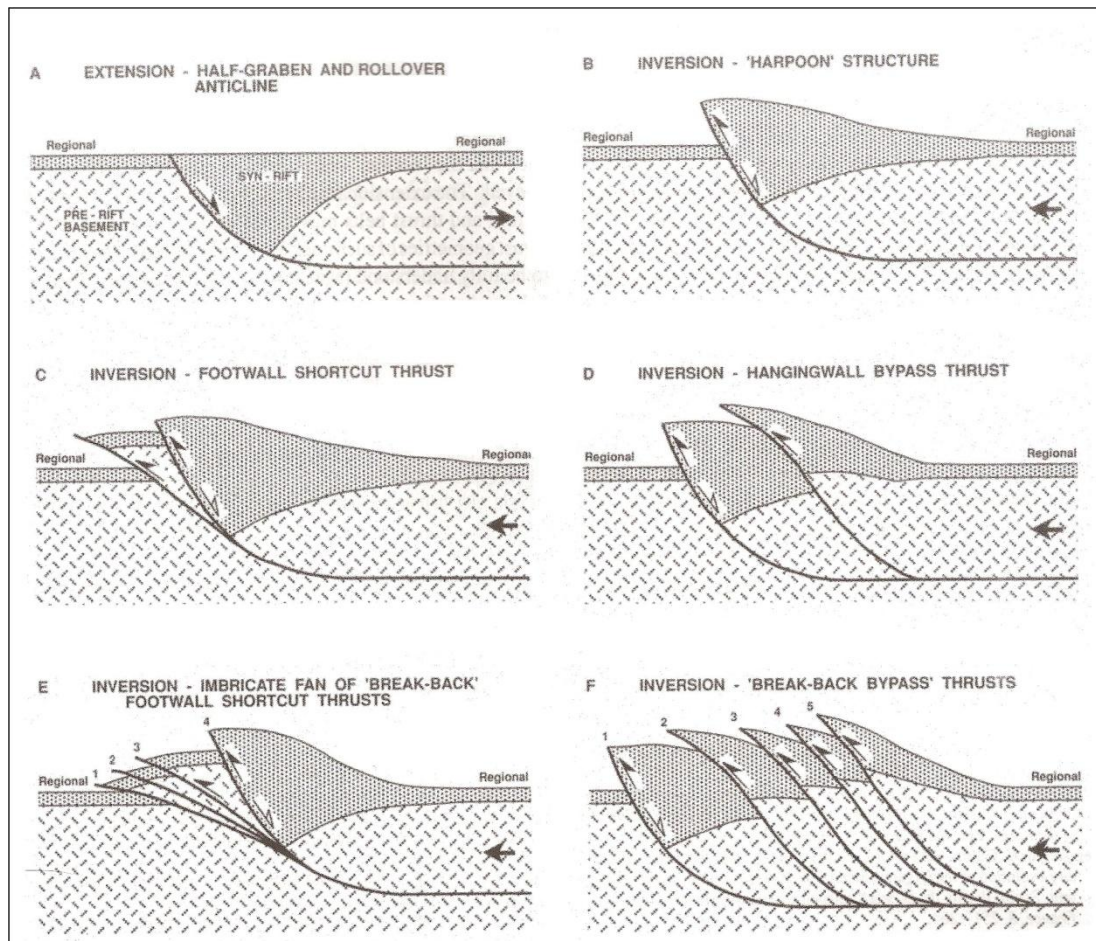 A EXTENSION - HALF-GRABEN AND ROLLOVER
ANTICLINE
Regional
Regional
SYN - RIFT
PRE - RIFT
BASEMENT
B INVERSION - 'HARPOON' STRUCTURE
Regional
Regional
C INVERSION - FOOTWALL SHORTCUT THRUST
Regional
Regional
D INVERSION - HANGINGWALL BYPASS THRUST
Regional
Regional
E INVERSION - IMBRICATE FAN OF 'BREAK-BACK'
FOOTWALL SHORTCUT THRUSTS
4
3
2
Regional 1
Regional
F INVERSION - 'BREAK-BACK BYPASS' THRUSTS
1 2 3 4 5
Regional
Regional